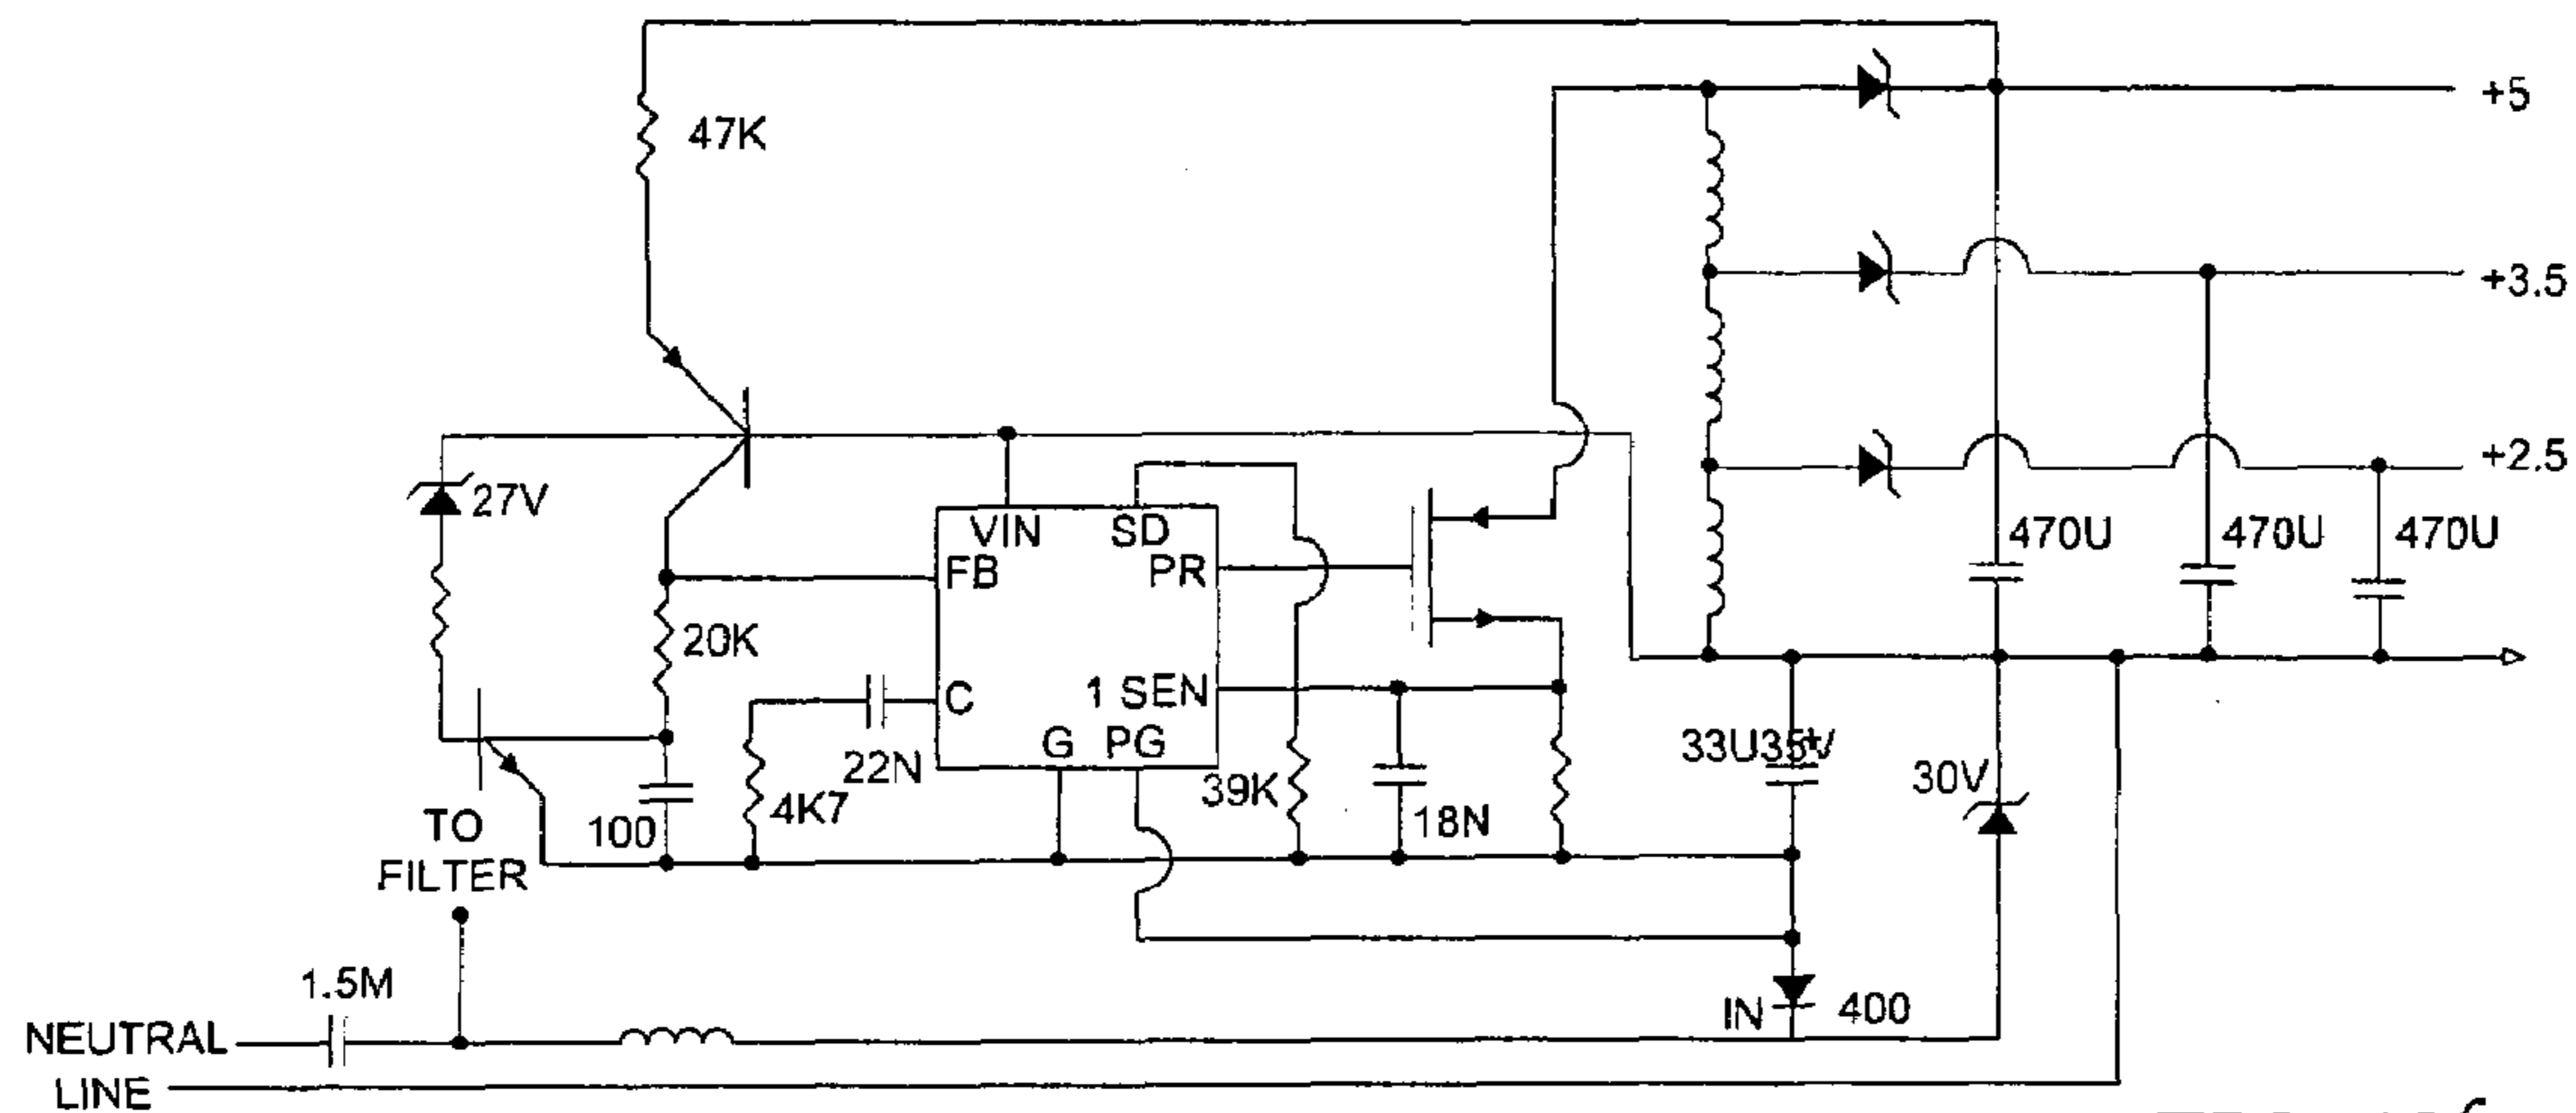 +5
47K
+3.5
+2.5
27V
VIN
SD
470U
470U
470U
FB
PR
20K
C
1 SEN
G
PG
22N
39K
33U35V
30V
4K7
100
18N
TO
FILTER
1.5M
IN
400
NEUTRAL
LINE